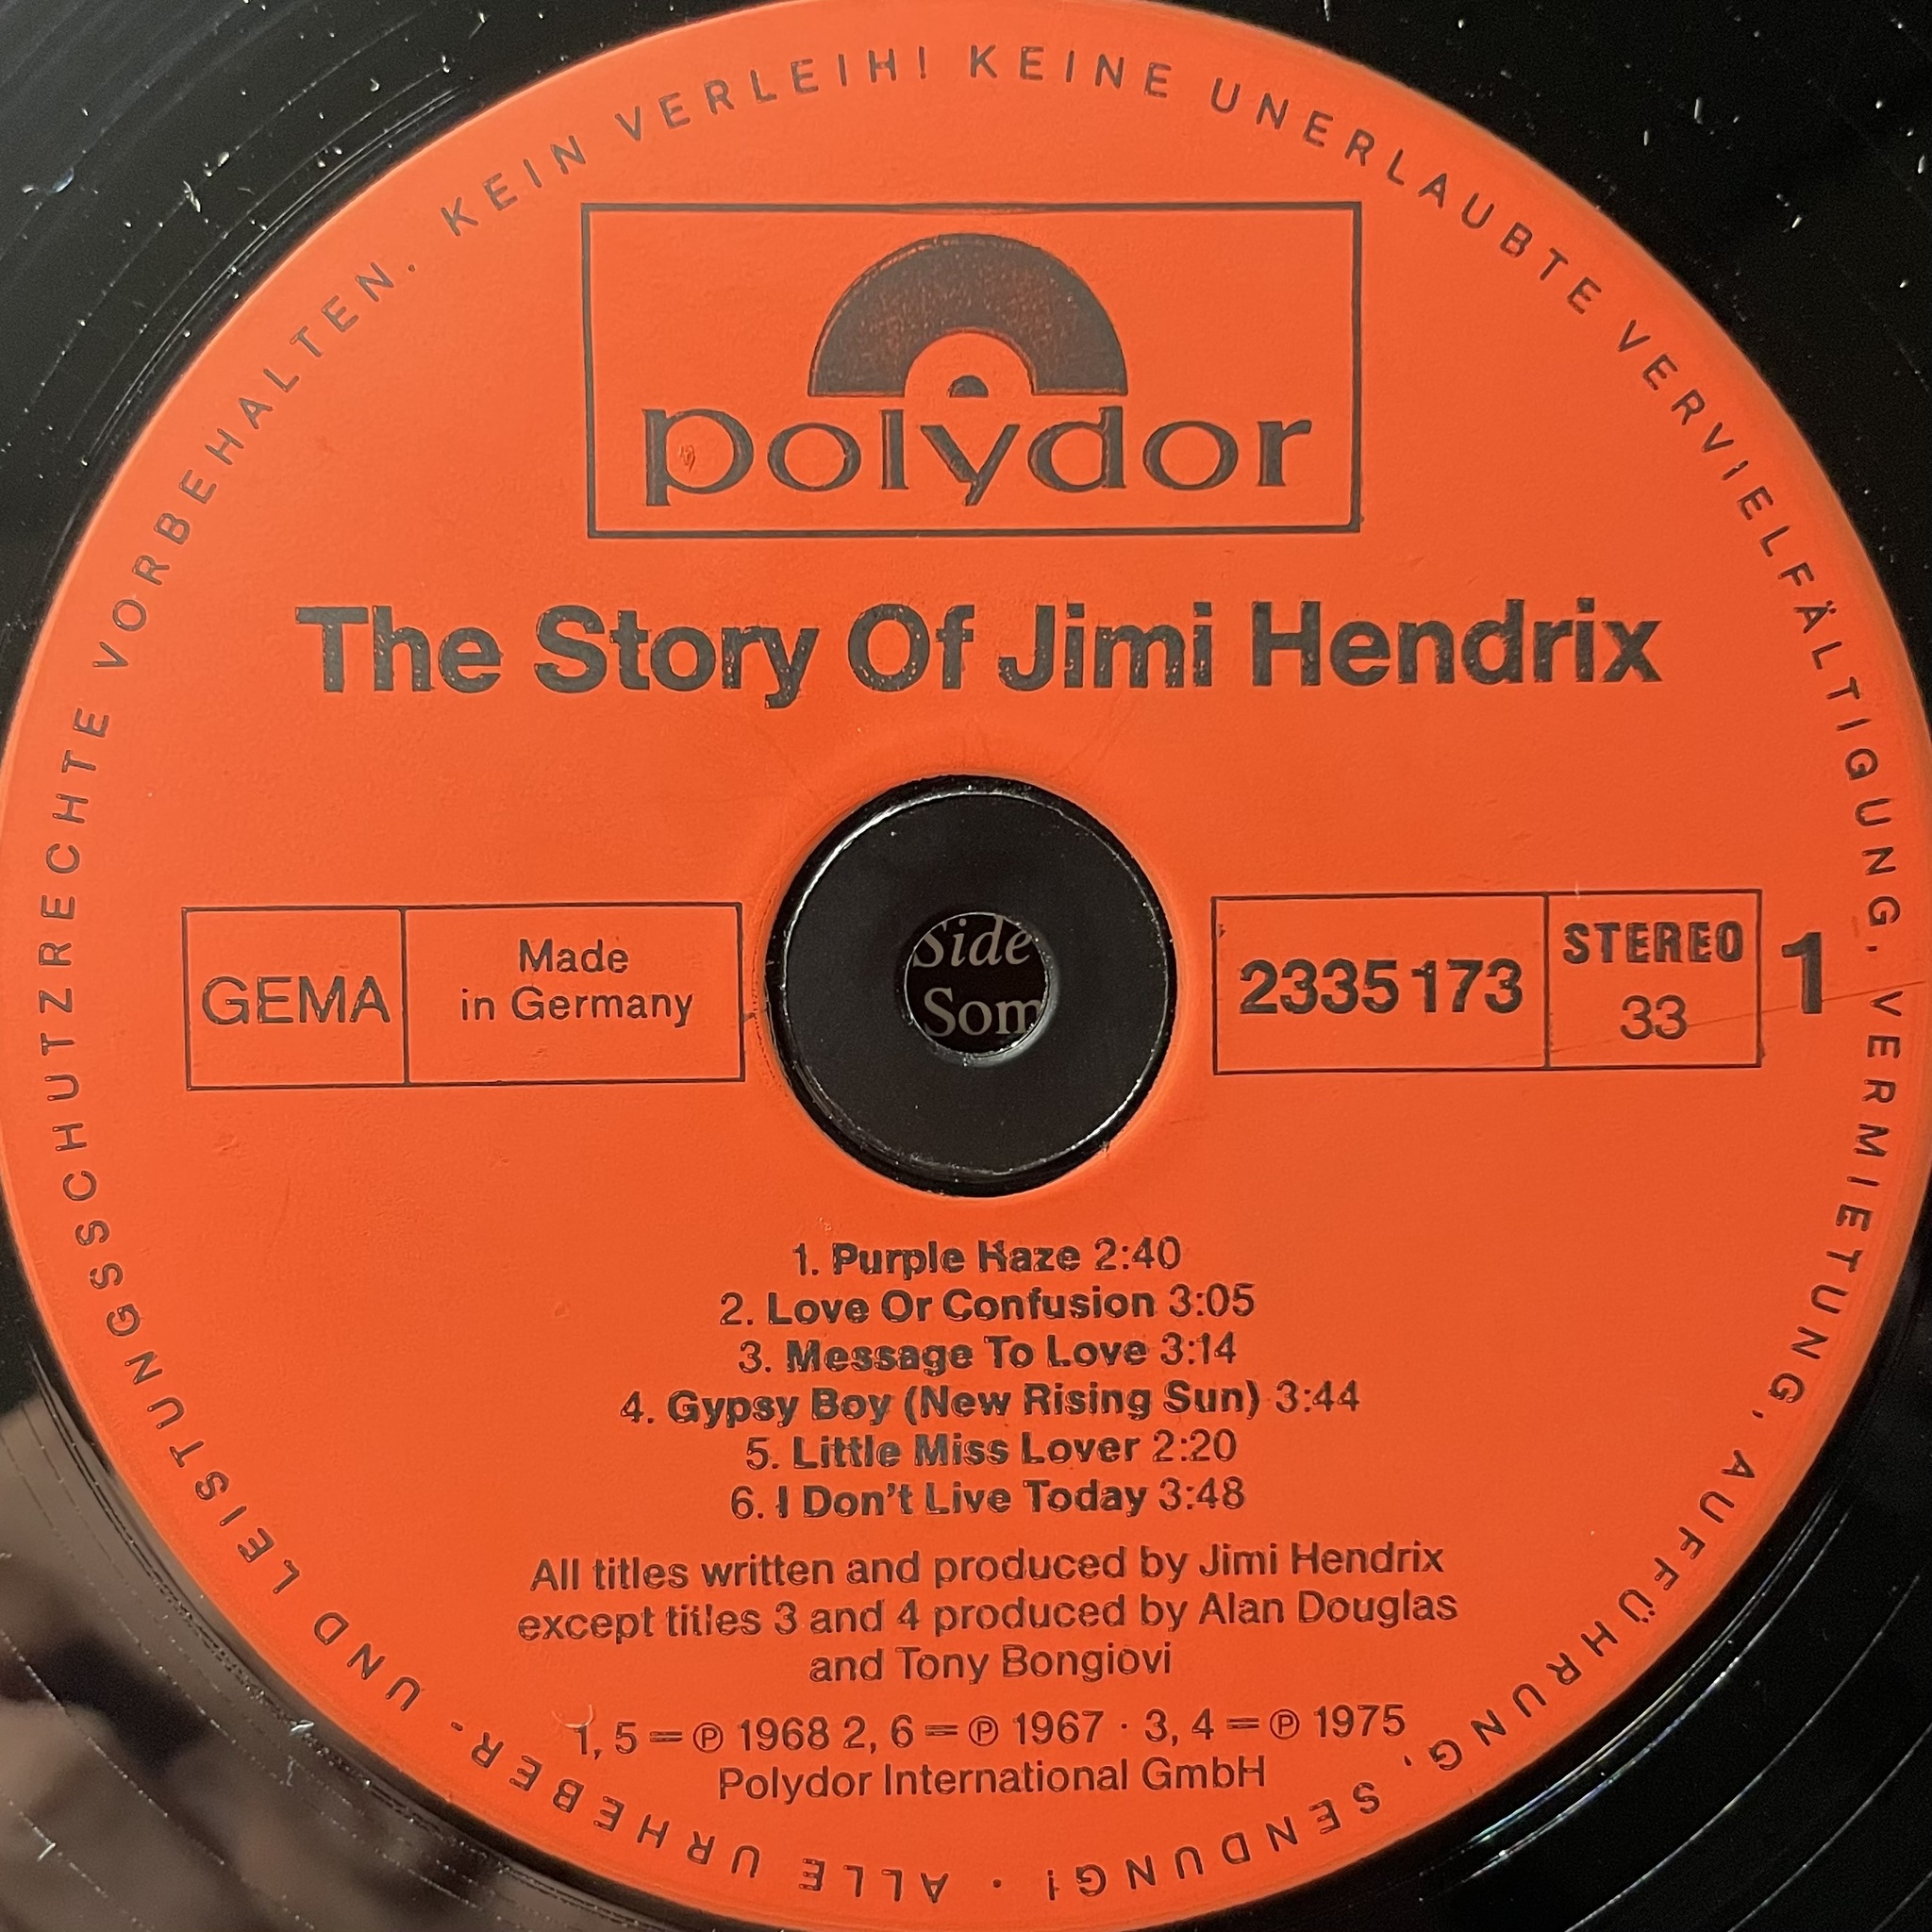 ALLE URHEBER- UND LEISTUNGSSCHUTZRECHTE VORBEHALTEN. KEIN VERLEIH! KEINE UNERLAUBTE VERVIELFÄLTIGUNG, VERMIETUNG, AUFFÜHRUNG, SENDUNG! ·
polydor
The Story Of Jimi Hendrix
GEMA
Made
in Germany
Side
2335 173
STEREO
33
1
1. Purple Haze 2:40
2. Love Or Confusion 3:05
3. Message To Love 3:14
4. Gypsy Boy (New Rising Sun) 3:44
5. Little Miss Lover 2:20
6. I Don't Live Today 3:48
All titles written and produced by Jimi Hendrix
except titles 3 and 4 produced by Alan Douglas
and Tony Bongiovi
1, 5 = ℗ 1968 2, 6 = ℗ 1967 · 3, 4 = ℗ 1975
Polydor International GmbH